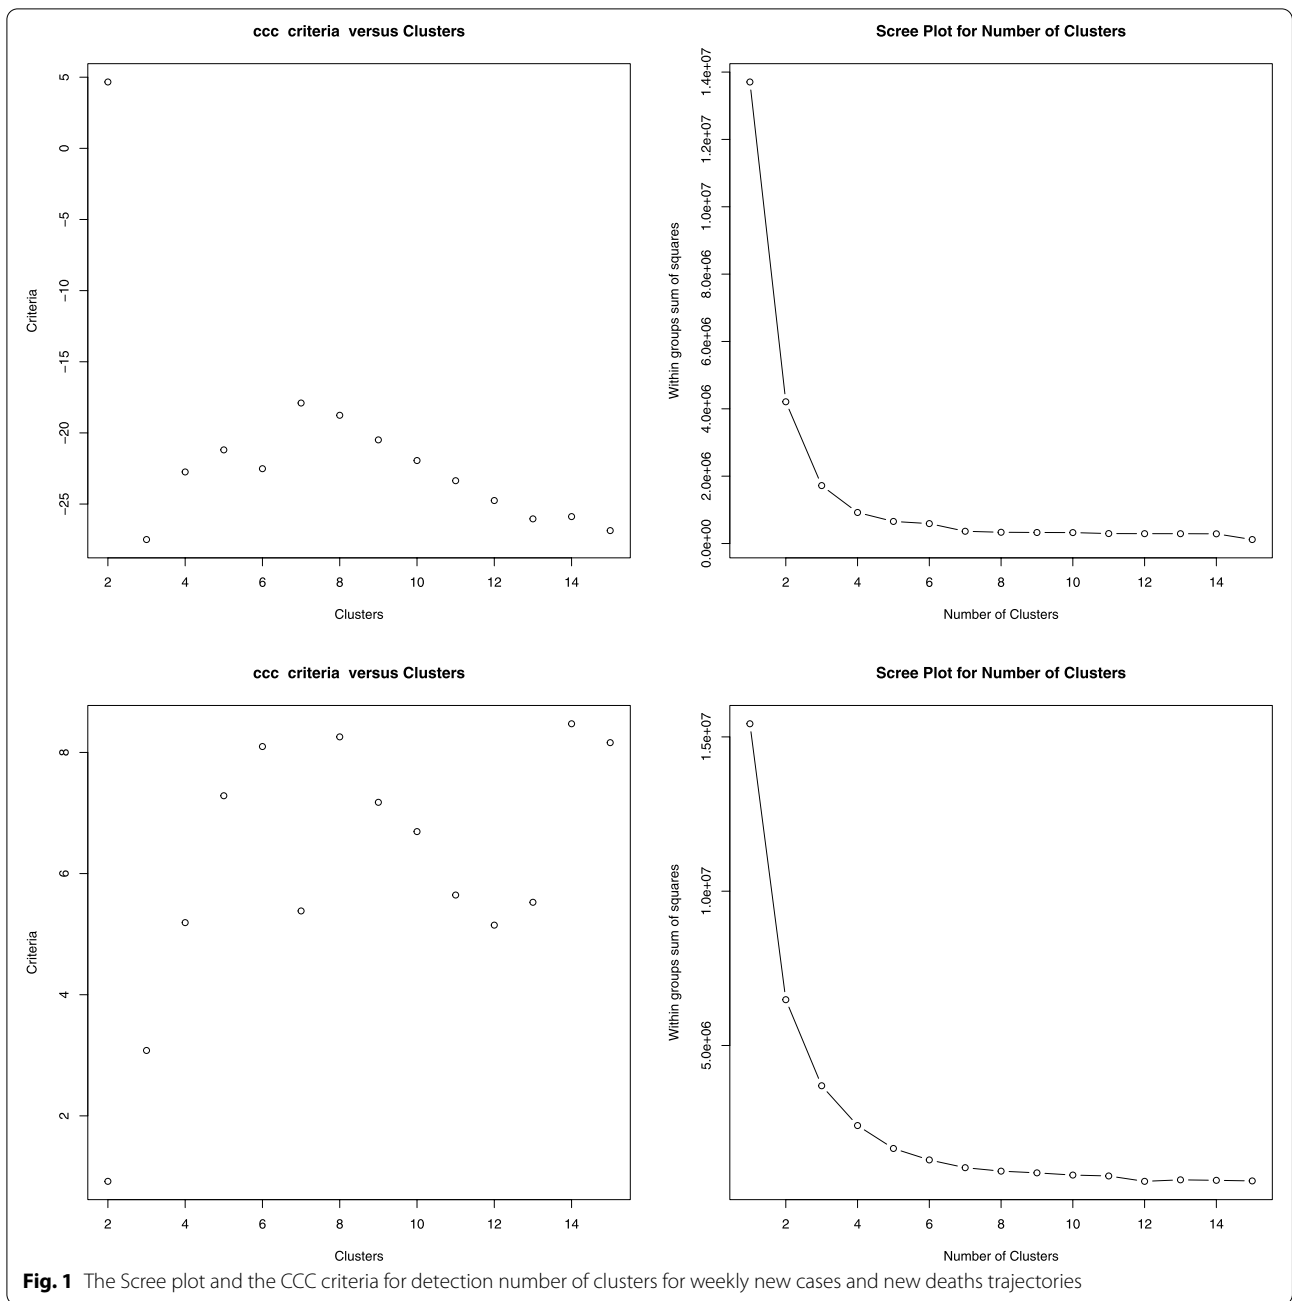 ccc criteria versus Clusters
Criteria
5
0
−5
−10
−15
−20
−25
2 4 6 8 10 12 14
Clusters
Scree Plot for Number of Clusters
Within groups sum of squares
1.4e+07
1.2e+07
1.0e+07
8.0e+06
6.0e+06
4.0e+06
2.0e+06
0.0e+00
2 4 6 8 10 12 14
Number of Clusters
ccc criteria versus Clusters
Criteria
8
6
4
2
2 4 6 8 10 12 14
Clusters
Scree Plot for Number of Clusters
Within groups sum of squares
1.5e+07
1.0e+07
5.0e+06
2 4 6 8 10 12 14
Number of Clusters
Fig. 1 The Scree plot and the CCC criteria for detection number of clusters for weekly new cases and new deaths trajectories